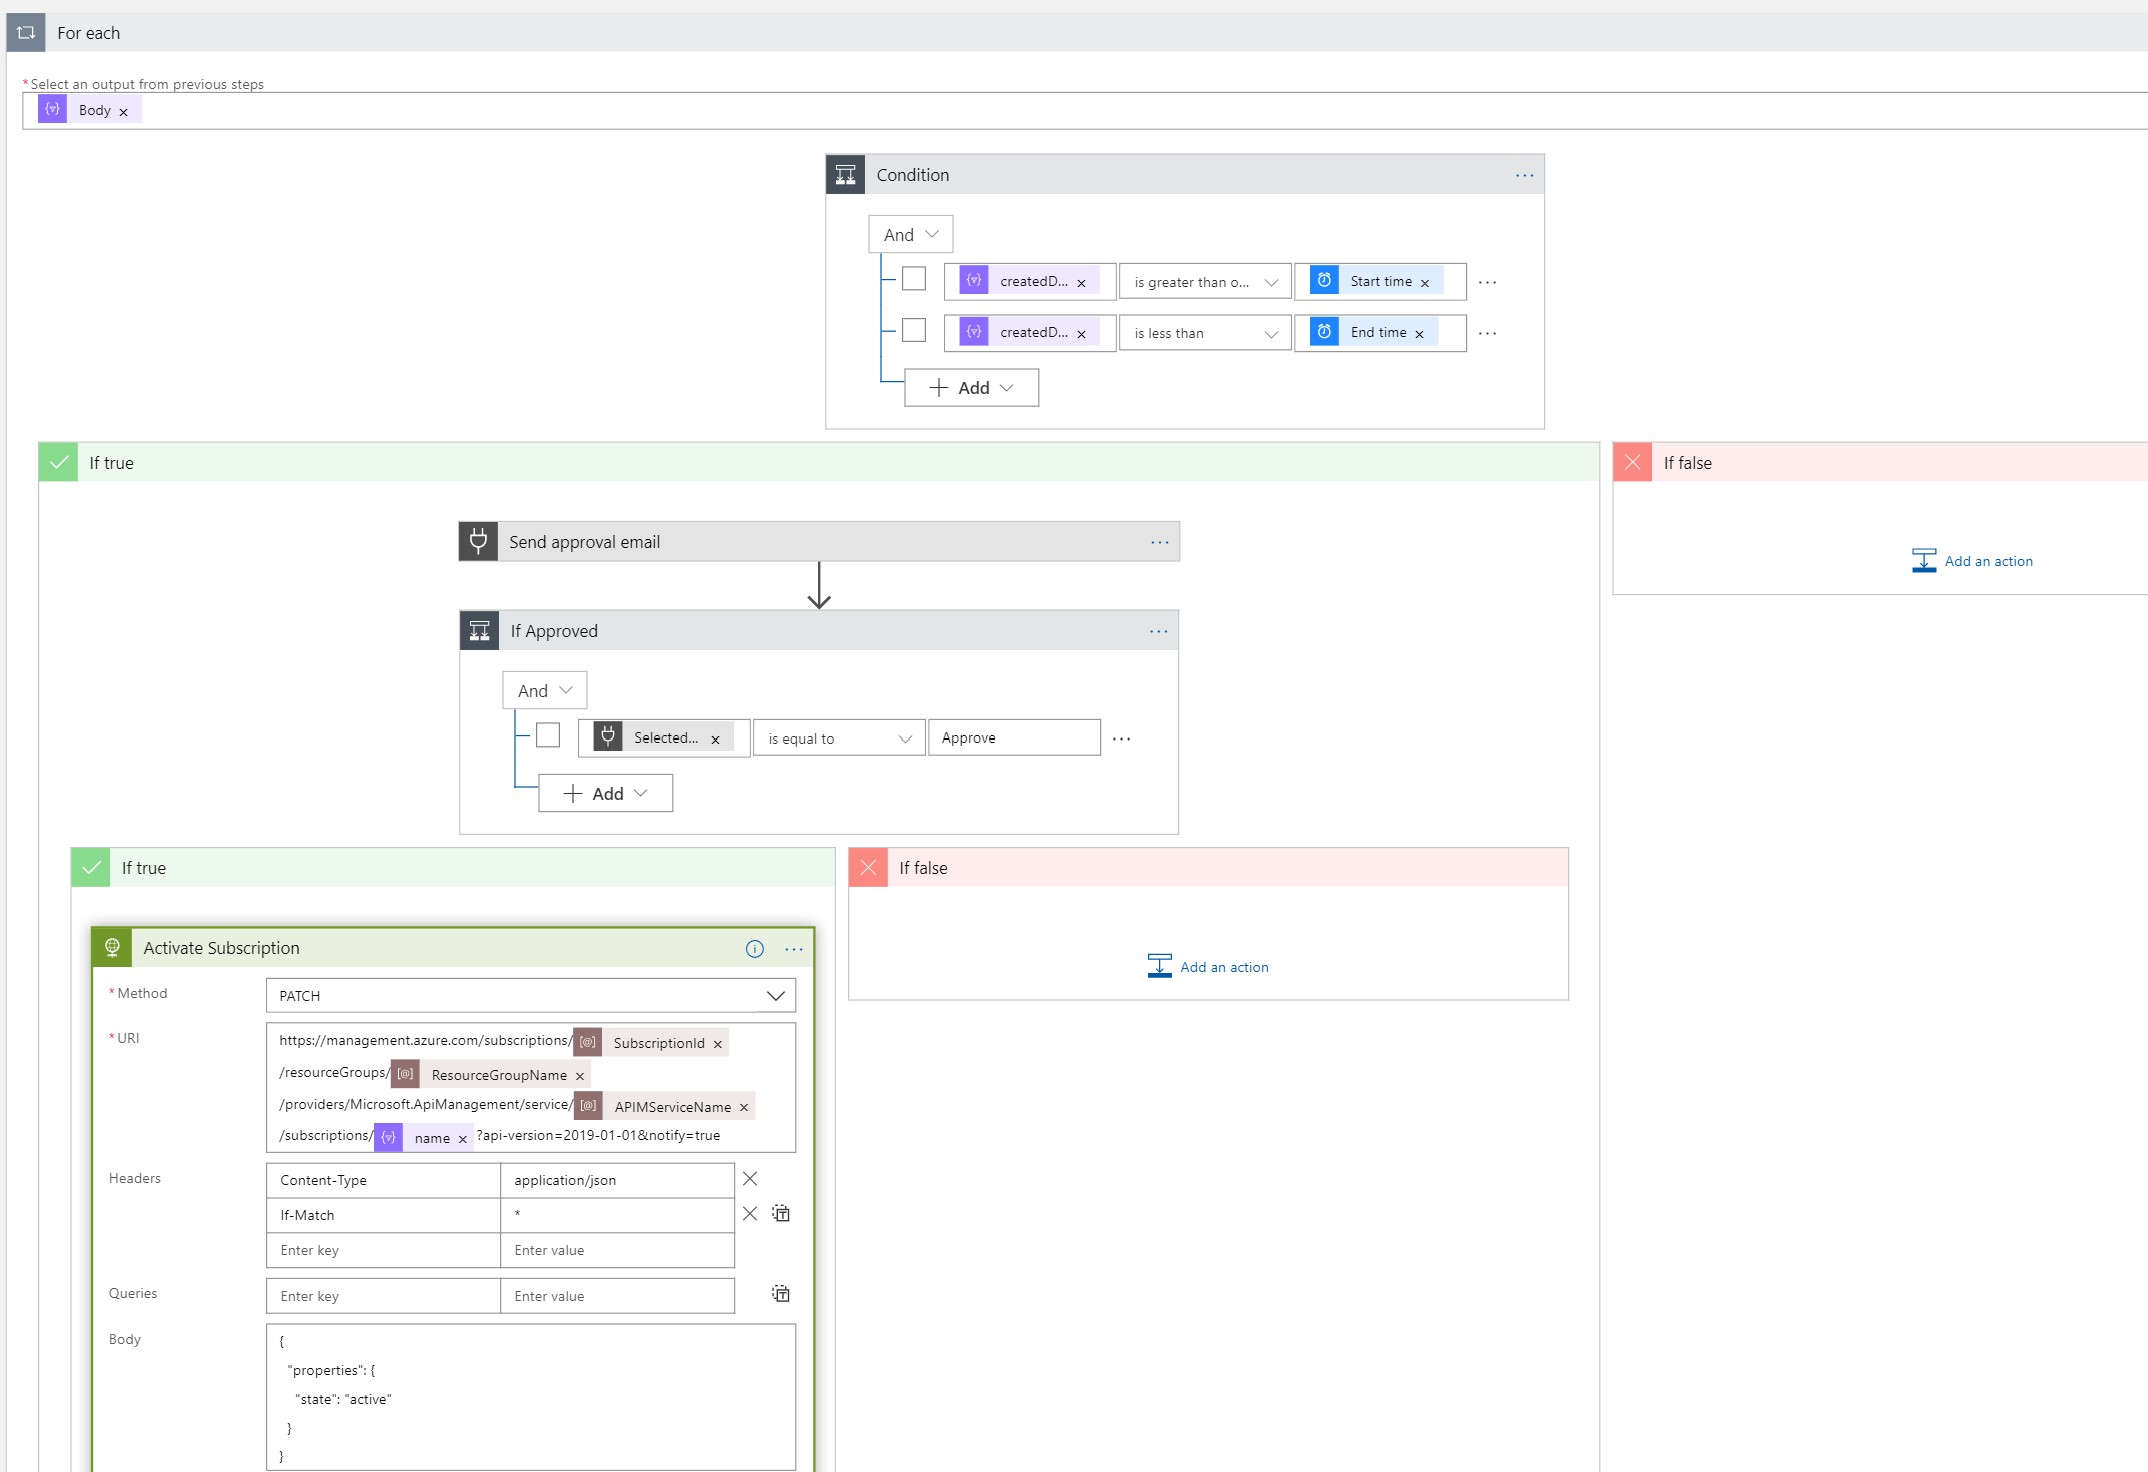 For each
* Select an output from previous steps
Body x
Condition ...
And
createdD... x is greater than o... Start time x ...
createdD... x is less than End time x ...
+ Add
If true
If false
Send approval email ...
Add an action
If Approved ...
And
Selected... x is equal to Approve ...
+ Add
If true
If false
Activate Subscription ...
Add an action
* Method PATCH
* URI https://management.azure.com/subscriptions/ [@] SubscriptionId x
/resourceGroups/ [@] ResourceGroupName x
/providers/Microsoft.ApiManagement/service/ [@] APIMServiceName x
/subscriptions/ name x ?api-version=2019-01-01&notify=true
Headers Content-Type application/json
If-Match *
Enter key Enter value
Queries Enter key Enter value
Body {
"properties": {
"state": "active"
}
}